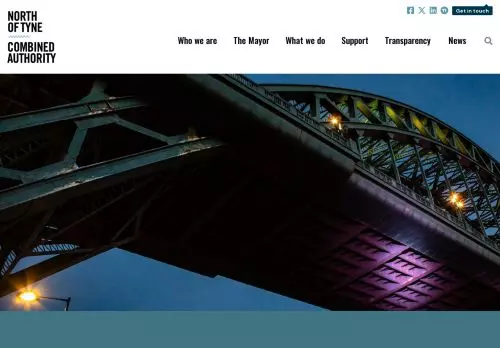 NORTH
OF TYNE
COMBINED
AUTHORITY
Get in touch
Who we are
The Mayor
What we do
Support
Transparency
News